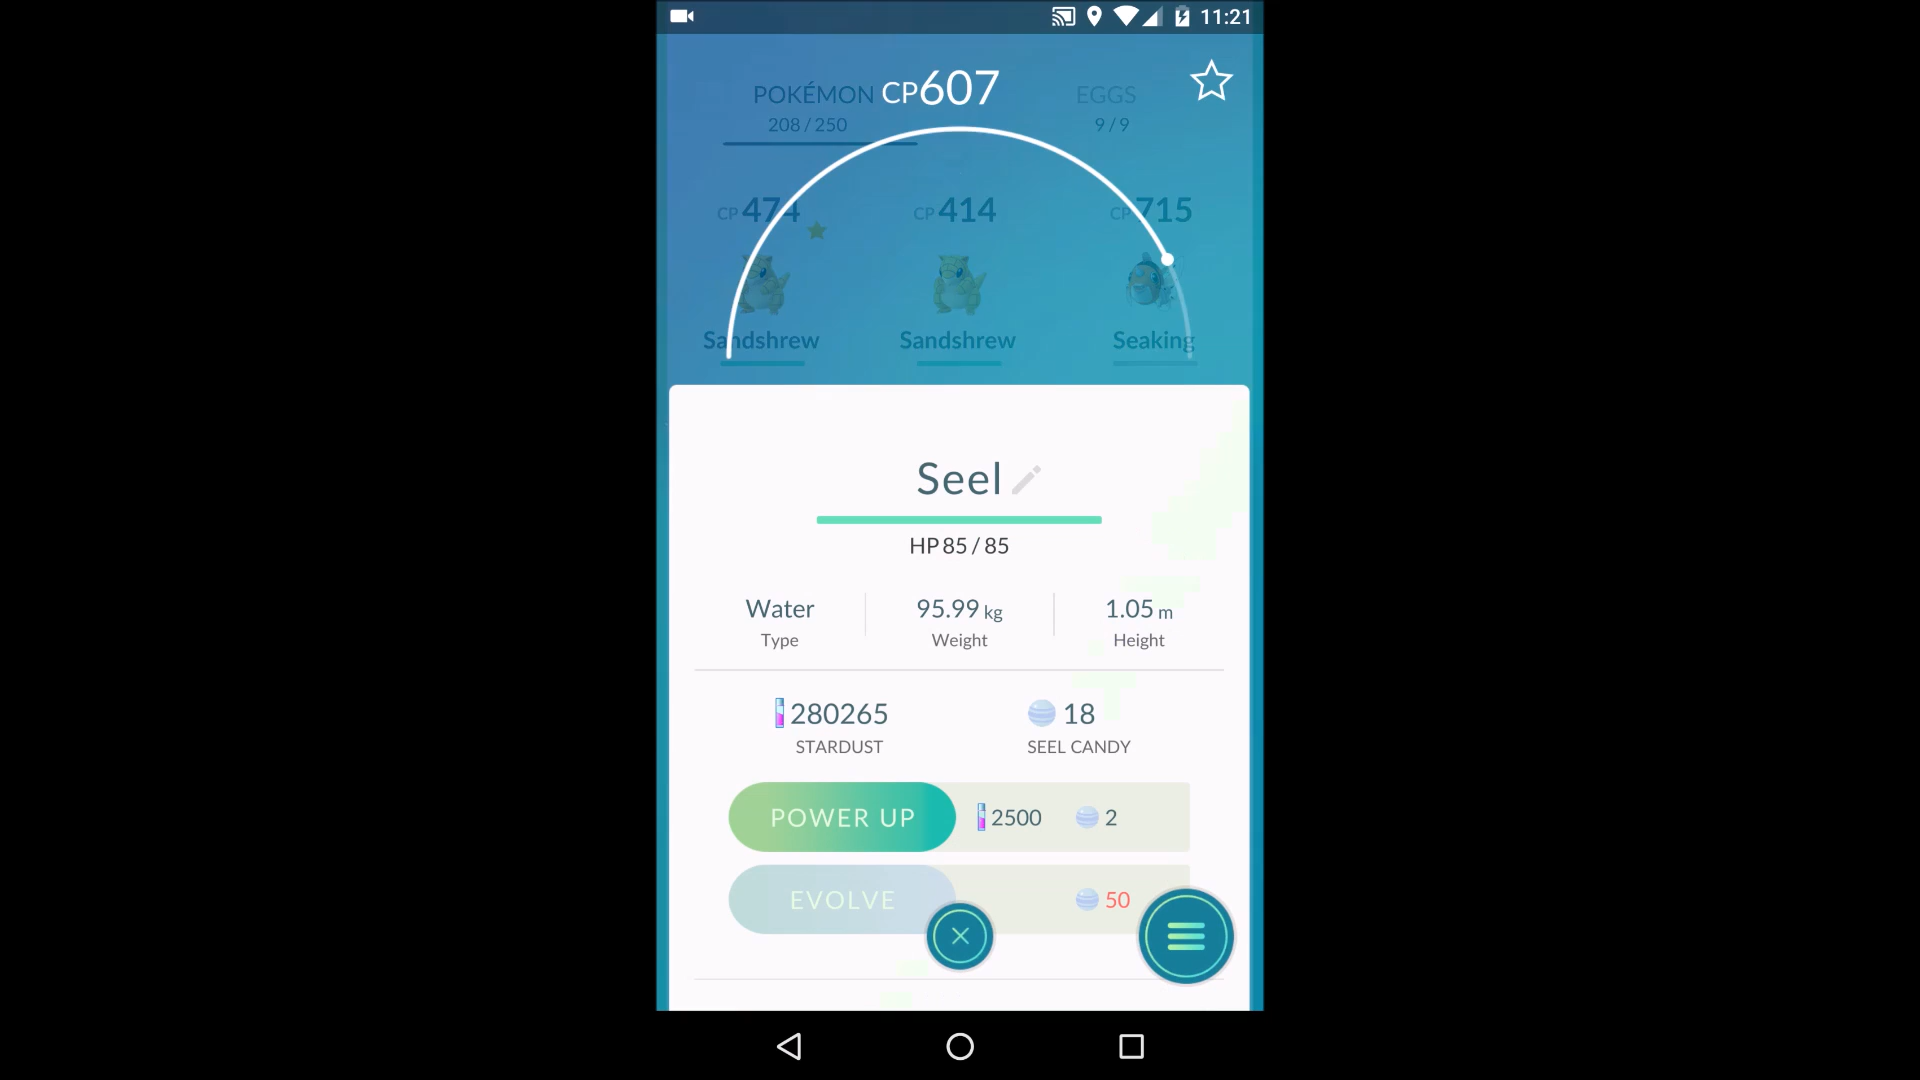 11:21
POKÉMON CP607 EGGS
208 / 250 9 / 9
CP 474 CP 414 CP 715
Sandshrew Sandshrew Seaking
Seel
HP 85 / 85
Water 95.99 kg 1.05 m
Type Weight Height
280265 18
STARDUST SEEL CANDY
POWER UP 2500 2
EVOLVE 50